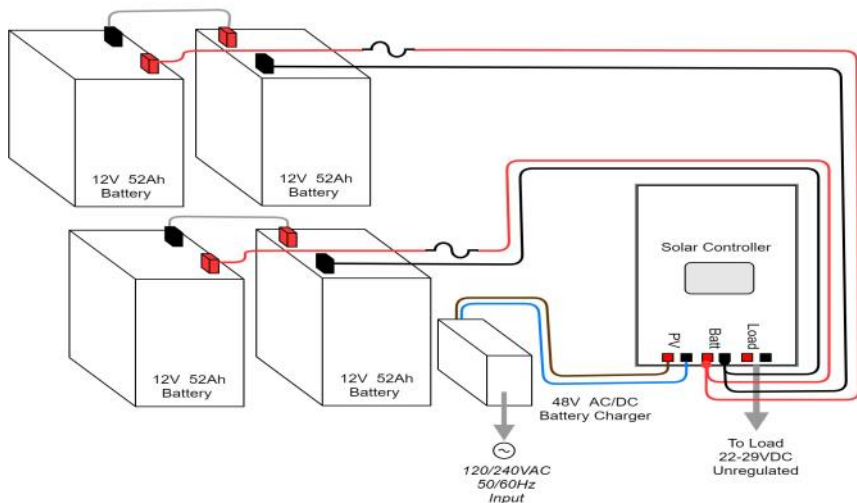 12V 52Ah
Battery
12V 52Ah
Battery
12V 52Ah
Battery
12V 52Ah
Battery
Solar Controller
PV
Batt
Load
48V AC/DC
Battery Charger
120/240VAC
50/60Hz
Input
To Load
22-29VDC
Unregulated